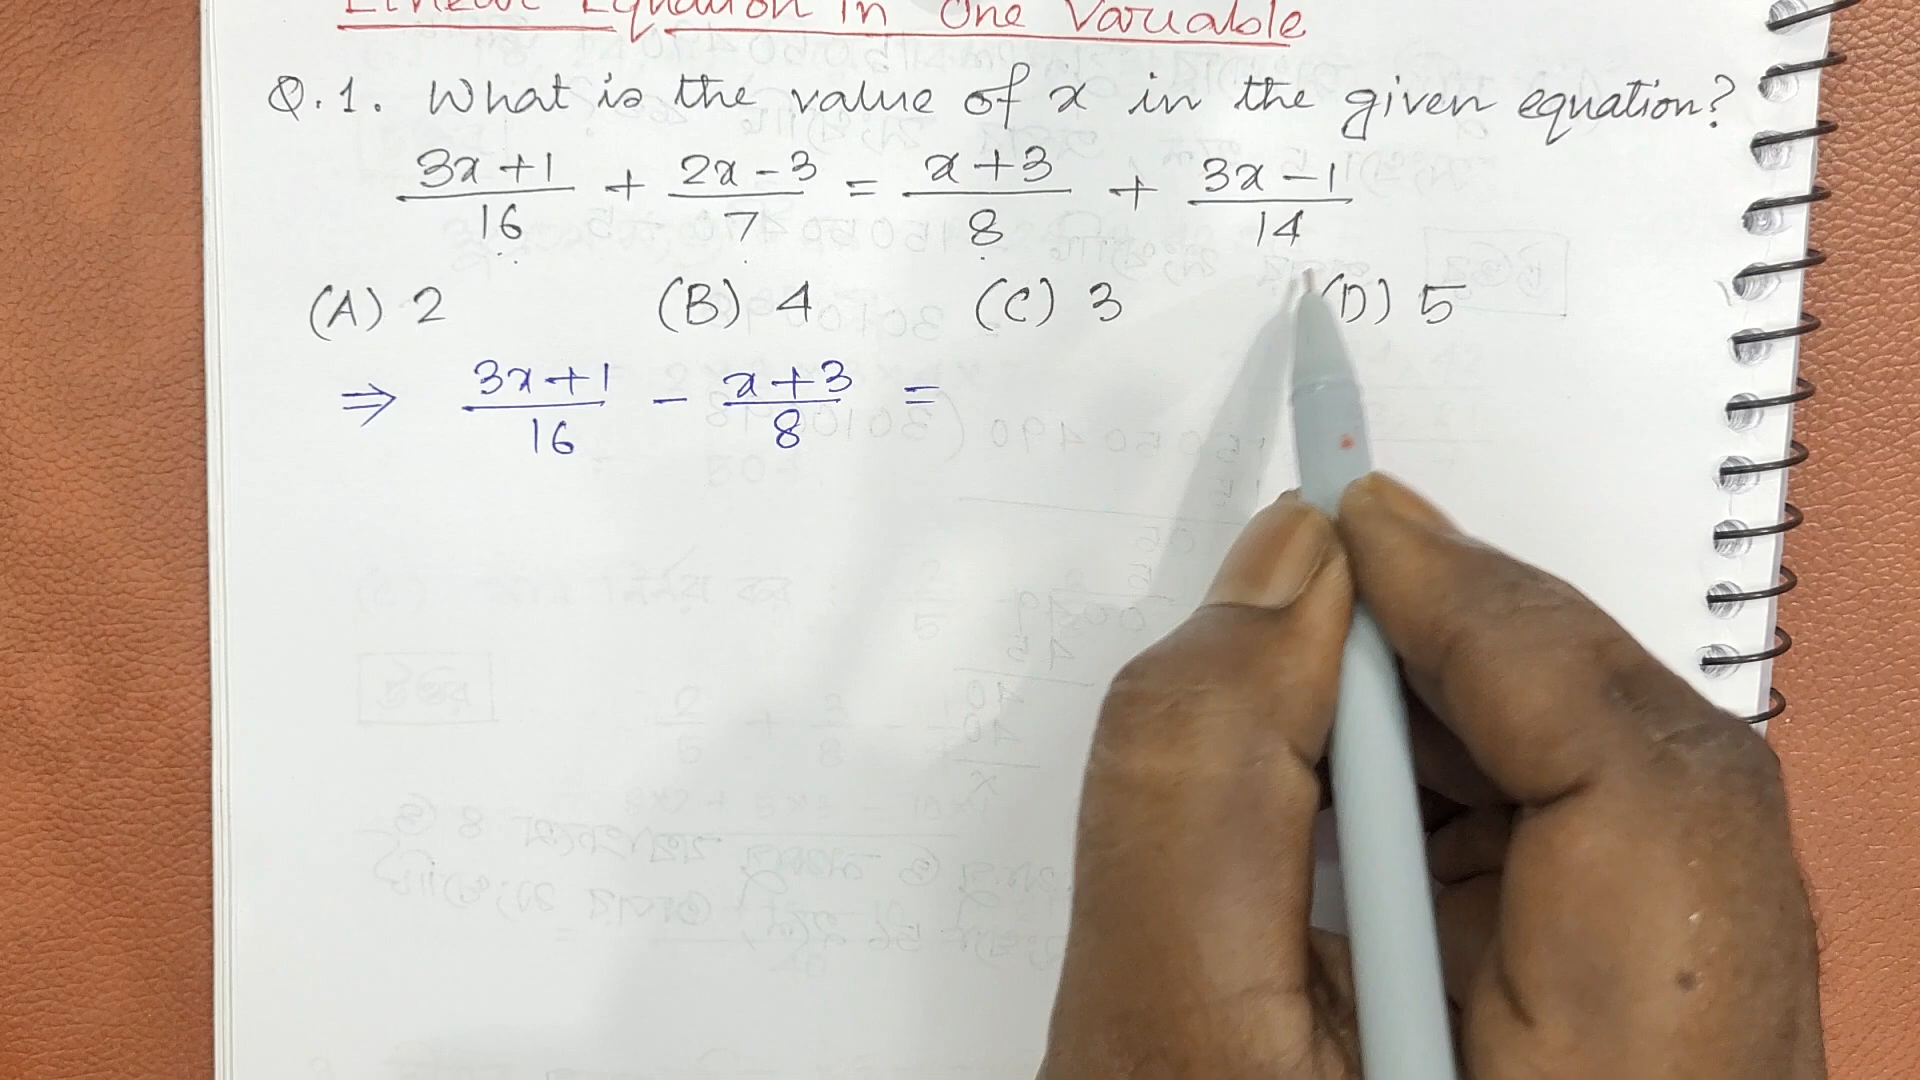 Linear Equation in One Variable
Q.1. What is the value of x in the given equation?
3x+1/16 + 2x-3/7 = x+3/8 + 3x-1/14
(A) 2 (B) 4 (C) 3 (D) 5
⇒ 3x+1/16 - x+3/8 =